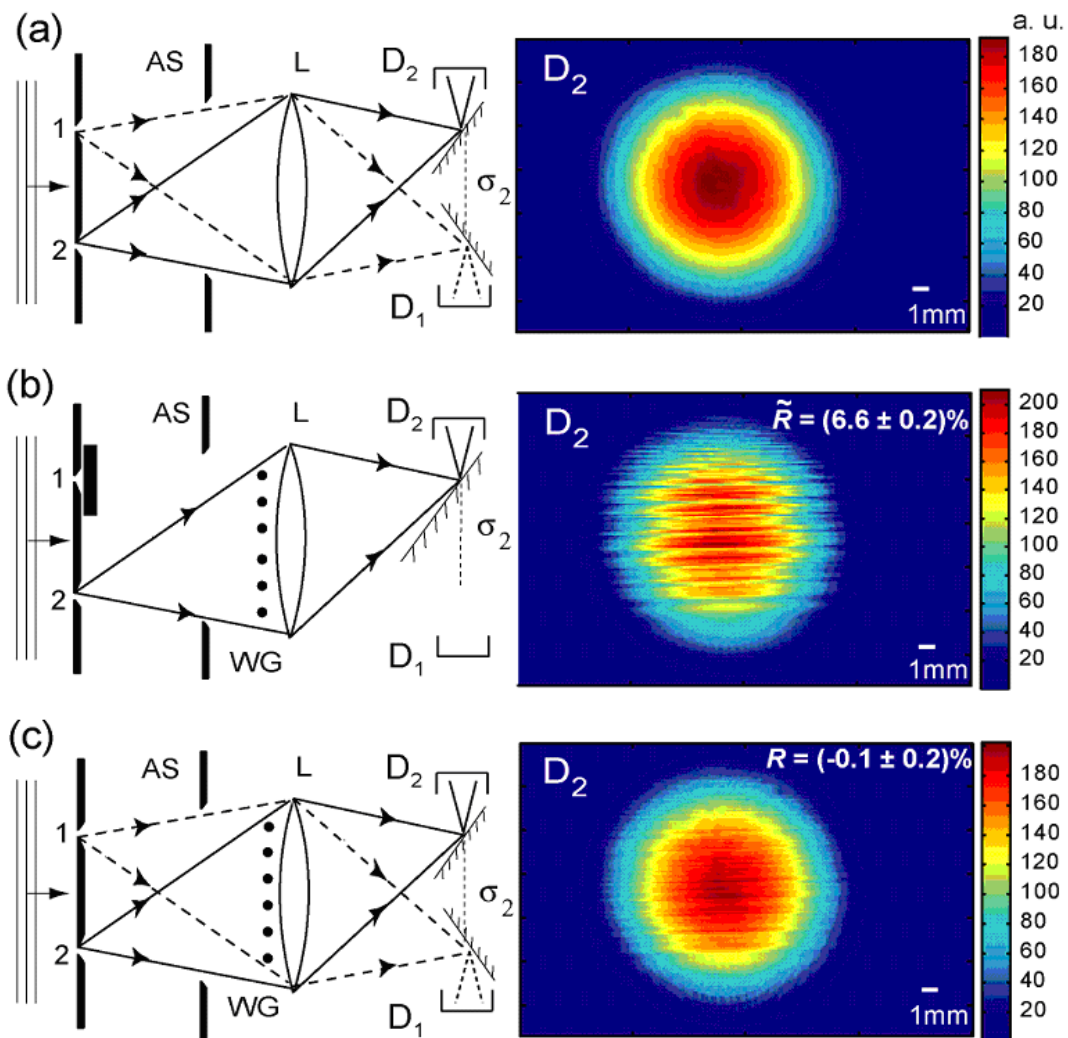 (a)
AS
L
D₂
1
2
σ₂
D₁
D₂
1mm
a. u.
180
160
140
120
100
80
60
40
20
(b)
AS
L
D₂
1
2
σ₂
WG
D₁
D₂
R̃ = (6.6 ± 0.2)%
1mm
200
180
160
140
120
100
80
60
40
20
(c)
AS
L
D₂
1
2
σ₂
WG
D₁
D₂
R = (-0.1 ± 0.2)%
1mm
180
160
140
120
100
80
60
40
20